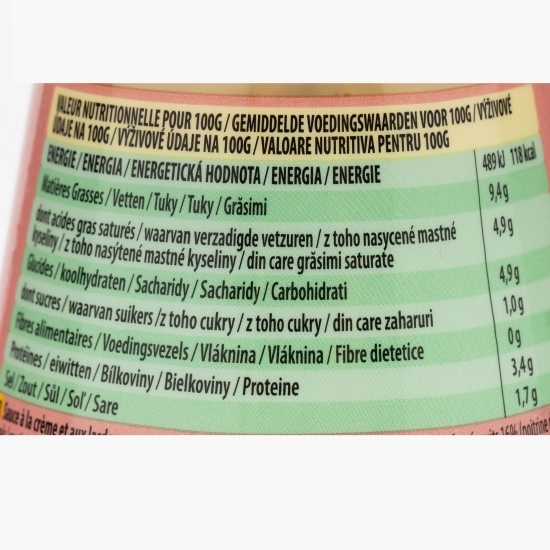 VALEUR NUTRITIONNELLE POUR 100G / GEMIDDELDE VOEDINGSWAARDEN VOOR 100G / VÝŽIVOVÉ
ÚDAJE NA 100G / VÝŽIVOVÉ ÚDAJE NA 100G / VALOARE NUTRITIVA PENTRU 100G
ENERGIE / ENERGIA / ENERGETICKÁ HODNOTA / ENERGIA / ENERGIE 489 kJ 118 kcal
Matières Grasses / Vetten / Tuky / Tuky / Grăsimi 9,4g
dont acides gras saturés / waarvan verzadigde vetzuren / z toho nasycené mastné 4,9g
kyseliny / z toho nasýtené mastné kyseliny / din care grăsimi saturate
Glucides / koolhydraten / Sacharidy / Sacharidy / Carbohidrati 4,9g
dont sucres / waarvan suikers / z toho cukry / z toho cukry / din care zaharuri 1,0g
Fibres alimentaires / Voedingsvezels / Vláknina / Vláknina / Fibre dietetice 0g
Protéines / eiwitten / Bílkoviny / Bielkoviny / Proteine 3,4g
Sel / Zout / Sůl / Soľ / Sare 1,7g
Sauce à la crème et aux 16% (poitrine